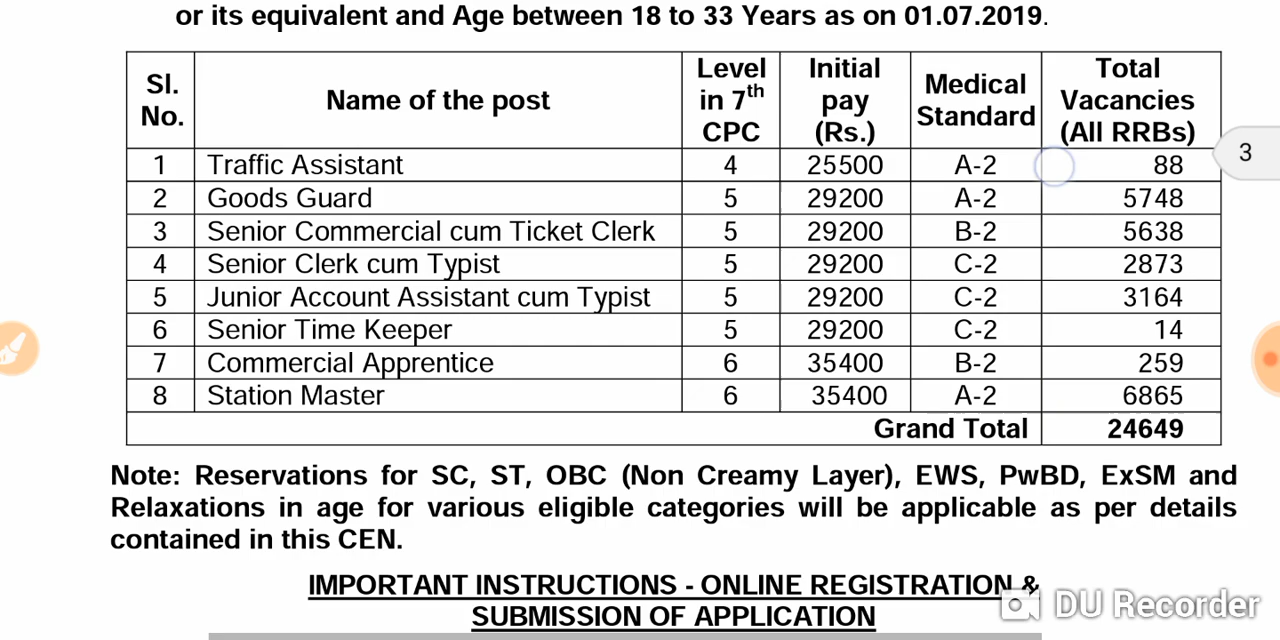 or its equivalent and Age between 18 to 33 Years as on 01.07.2019.
Sl. No. Name of the post Level in 7th CPC Initial pay (Rs.) Medical Standard Total Vacancies (All RRBs)
1 Traffic Assistant 4 25500 A-2 88
2 Goods Guard 5 29200 A-2 5748
3 Senior Commercial cum Ticket Clerk 5 29200 B-2 5638
4 Senior Clerk cum Typist 5 29200 C-2 2873
5 Junior Account Assistant cum Typist 5 29200 C-2 3164
6 Senior Time Keeper 5 29200 C-2 14
7 Commercial Apprentice 6 35400 B-2 259
8 Station Master 6 35400 A-2 6865
Grand Total 24649
3
Note: Reservations for SC, ST, OBC (Non Creamy Layer), EWS, PwBD, ExSM and
Relaxations in age for various eligible categories will be applicable as per details
contained in this CEN.
IMPORTANT INSTRUCTIONS - ONLINE REGISTRATION &
SUBMISSION OF APPLICATION
DU Recorder